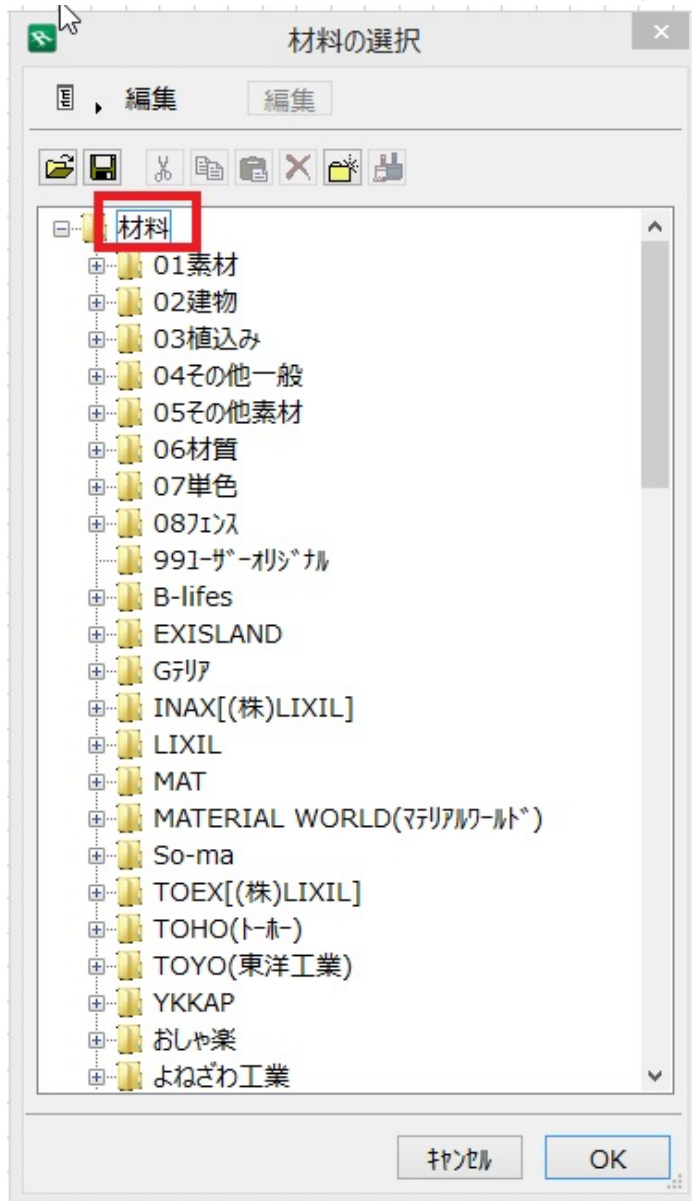 材料の選択
編集 編集
材料
01素材
02建物
03植込み
04その他一般
05その他素材
06材質
07単色
08ﾌｪﾝｽ
99ﾕｰｻﾞｰｵﾘｼﾞﾅﾙ
B-lifes
EXISLAND
Gﾃﾘｱ
INAX[(株)LIXIL]
LIXIL
MAT
MATERIAL WORLD(ﾏﾃﾘｱﾙﾜｰﾙﾄﾞ)
So-ma
TOEX[(株)LIXIL]
TOHO(ﾄｰﾎｰ)
TOYO(東洋工業)
YKKAP
おしゃ楽
よねざわ工業
ｷｬﾝｾﾙ OK